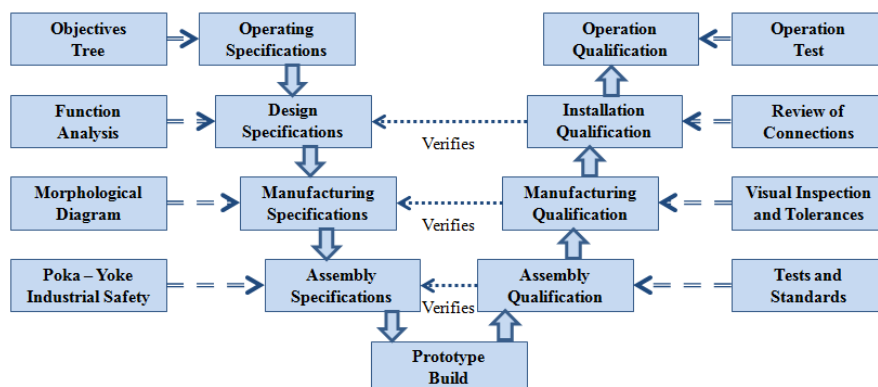 Objectives
Tree
Operating
Specifications
Operation
Qualification
Operation
Test
Function
Analysis
Design
Specifications
Installation
Qualification
Review of
Connections
Verifies
Morphological
Diagram
Manufacturing
Specifications
Manufacturing
Qualification
Visual Inspection
and Tolerances
Verifies
Poka – Yoke
Industrial Safety
Assembly
Specifications
Assembly
Qualification
Tests and
Standards
Verifies
Prototype
Build